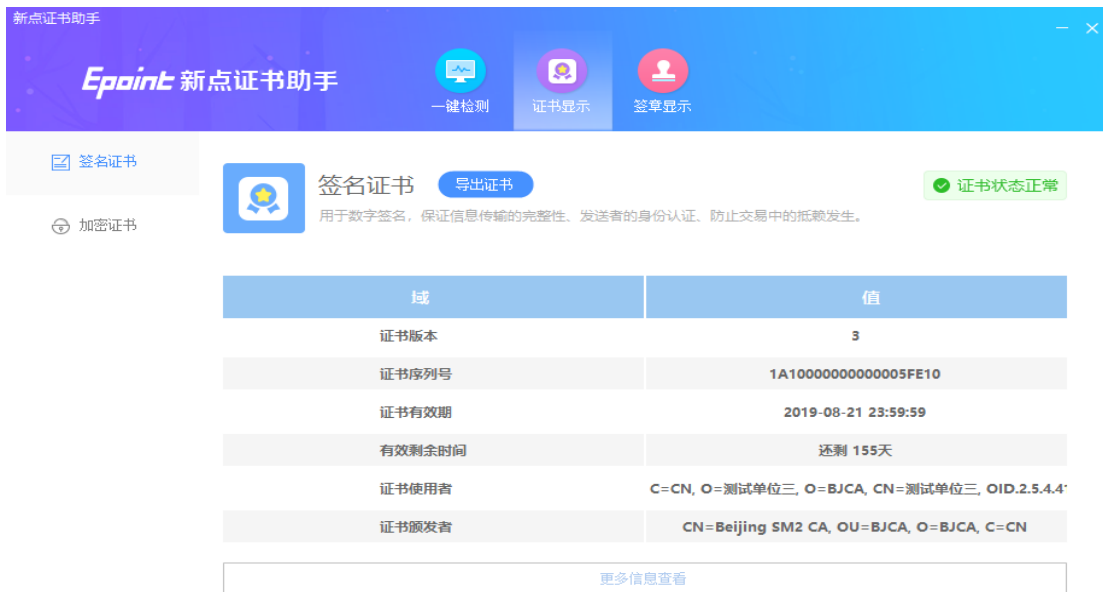 新点证书助手
Epoint 新点证书助手
一键检测
证书显示
签章显示
签名证书
加密证书
签名证书
导出证书
证书状态正常
用于数字签名，保证信息传输的完整性、发送者的身份认证、防止交易中的抵赖发生。
域 值
证书版本 3
证书序列号 1A10000000000005FE10
证书有效期 2019-08-21 23:59:59
有效剩余时间 还剩 155天
证书使用者 C=CN, O=测试单位三, O=BJCA, CN=测试单位三, OID.2.5.4.4
证书颁发者 CN=Beijing SM2 CA, OU=BJCA, O=BJCA, C=CN
更多信息查看